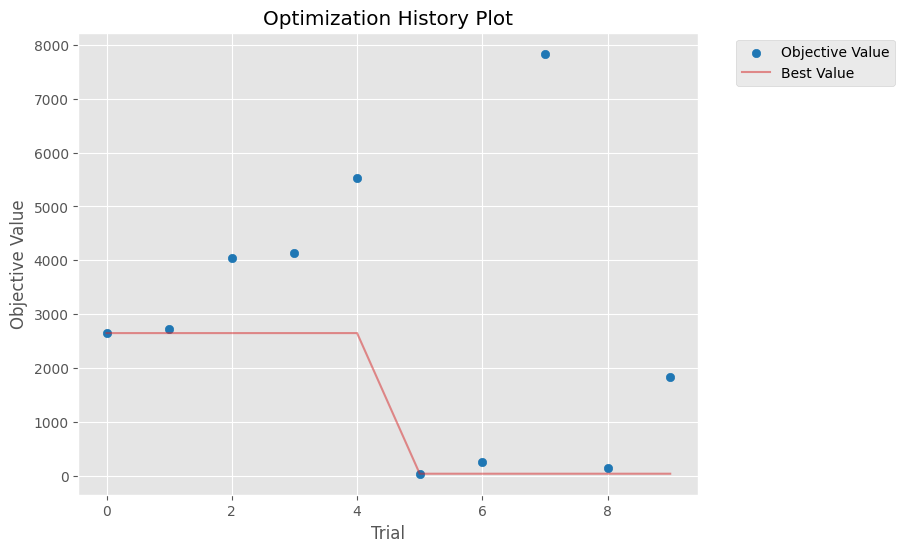 Optimization History Plot
Objective Value
Best Value
8000
7000
6000
5000
4000
3000
2000
1000
0
Objective Value
0 2 4 6 8
Trial